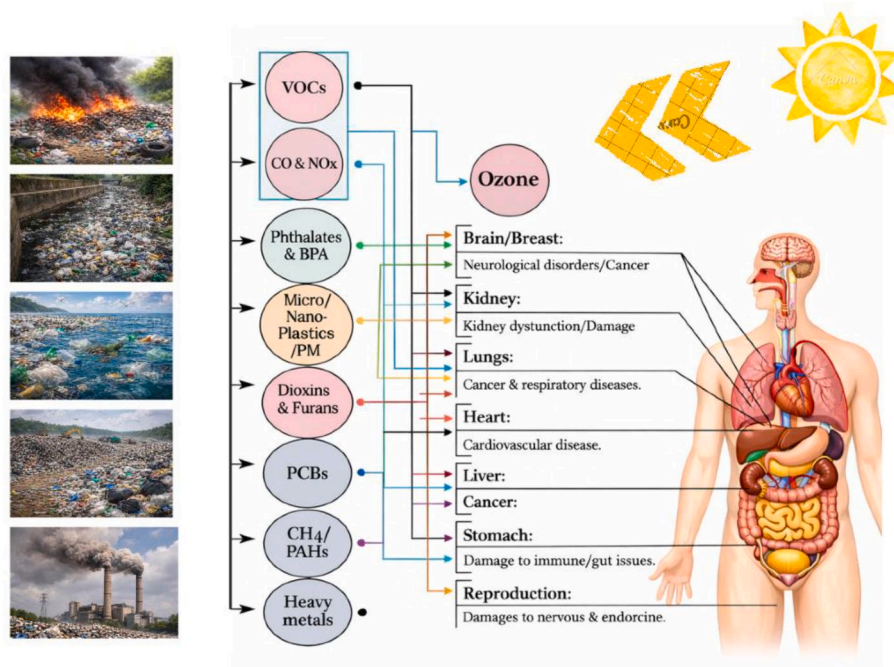 VOCs
CO & NOx
Phthalates
& BPA
Micro/
Nano-
Plastics
/PM
Dioxins
& Furans
PCBs
CH4/
PAHs
Heavy
metals
Ozone
Brain/Breast:
Neurological disorders/Cancer
Kidney:
Kidney dystunction/Damage
Lungs:
Cancer & respiratory diseases.
Heart:
Cardiovascular disease.
Liver:
Cancer:
Stomach:
Damage to immune/gut issues.
Reproduction:
Damages to nervous & endorcine.
Canva